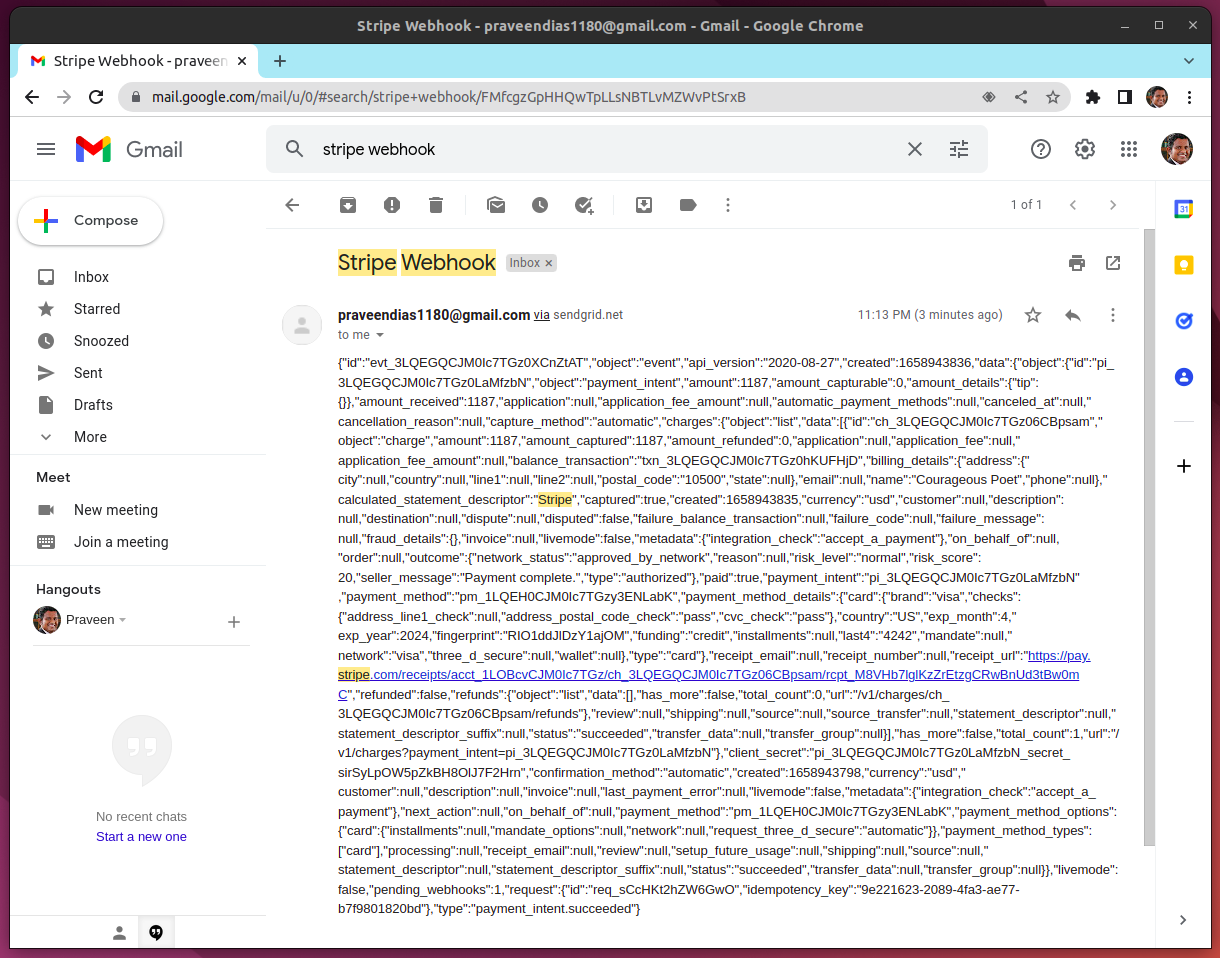 Stripe Webhook - praveendias1180@gmail.com - Gmail - Google Chrome
Stripe Webhook - praveen
mail.google.com/mail/u/0/#search/stripe+webhook/FMfcgzGpHHQwTpLLsNBTLvMZWvPtSrxB
Gmail
stripe webhook
Compose
1 of 1
31
Inbox
Starred
Snoozed
Sent
Drafts
More
Meet
New meeting
Join a meeting
Hangouts
Praveen
No recent chats
Start a new one
Stripe Webhook Inbox
praveendias1180@gmail.com via sendgrid.net 11:13 PM (3 minutes ago)
to me
{"id":"evt_3LQEGQCJM0Ic7TGz0XCnZtAT","object":"event","api_version":"2020-08-27","created":1658943836,"data":{"object":{"id":"pi_
3LQEGQCJM0Ic7TGz0LaMfzbN","object":"payment_intent","amount":1187,"amount_capturable":0,"amount_details":{"tip":
{}},"amount_received":1187,"application":null,"application_fee_amount":null,"automatic_payment_methods":null,"canceled_at":null,"
cancellation_reason":null,"capture_method":"automatic","charges":{"object":"list","data":[{"id":"ch_3LQEGQCJM0Ic7TGz06CBpsam","
object":"charge","amount":1187,"amount_captured":1187,"amount_refunded":0,"application":null,"application_fee":null,"
application_fee_amount":null,"balance_transaction":"txn_3LQEGQCJM0Ic7TGz0hKUFHjD","billing_details":{"address":{"
city":null,"country":null,"line1":null,"line2":null,"postal_code":"10500","state":null},"email":null,"name":"Courageous Poet","phone":null},"
calculated_statement_descriptor":"Stripe","captured":true,"created":1658943835,"currency":"usd","customer":null,"description":
null,"destination":null,"dispute":null,"disputed":false,"failure_balance_transaction":null,"failure_code":null,"failure_message":
null,"fraud_details":{},"invoice":null,"livemode":false,"metadata":{"integration_check":"accept_a_payment"},"on_behalf_of":null,
"order":null,"outcome":{"network_status":"approved_by_network","reason":null,"risk_level":"normal","risk_score":
20,"seller_message":"Payment complete.","type":"authorized"},"paid":true,"payment_intent":"pi_3LQEGQCJM0Ic7TGz0LaMfzbN"
,"payment_method":"pm_1LQEH0CJM0Ic7TGzy3ENLabK","payment_method_details":{"card":{"brand":"visa","checks":
{"address_line1_check":null,"address_postal_code_check":"pass","cvc_check":"pass"},"country":"US","exp_month":4,"
exp_year":2024,"fingerprint":"RIO1ddJlDzY1ajOM","funding":"credit","installments":null,"last4":"4242","mandate":null,"
network":"visa","three_d_secure":null,"wallet":null},"type":"card"},"receipt_email":null,"receipt_number":null,"receipt_url":"https://pay.
stripe.com/receipts/acct_1LOBcvCJM0Ic7TGz/ch_3LQEGQCJM0Ic7TGz06CBpsam/rcpt_M8VHb7lglKzZrEtzgCRwBnUd3tBw0m
C","refunded":false,"refunds":{"object":"list","data":[],"has_more":false,"total_count":0,"url":"/v1/charges/ch_
3LQEGQCJM0Ic7TGz06CBpsam/refunds"},"review":null,"shipping":null,"source":null,"source_transfer":null,"statement_descriptor":null,"
statement_descriptor_suffix":null,"status":"succeeded","transfer_data":null,"transfer_group":null}],"has_more":false,"total_count":1,"url":"/
v1/charges?payment_intent=pi_3LQEGQCJM0Ic7TGz0LaMfzbN"},"client_secret":"pi_3LQEGQCJM0Ic7TGz0LaMfzbN_secret_
sirSyLpOW5pZkBH8OlJ7F2Hrn","confirmation_method":"automatic","created":1658943798,"currency":"usd","
customer":null,"description":null,"invoice":null,"last_payment_error":null,"livemode":false,"metadata":{"integration_check":"accept_a_
payment"},"next_action":null,"on_behalf_of":null,"payment_method":"pm_1LQEH0CJM0Ic7TGzy3ENLabK","payment_method_options":
{"card":{"installments":null,"mandate_options":null,"network":null,"request_three_d_secure":"automatic"}},"payment_method_types":
["card"],"processing":null,"receipt_email":null,"review":null,"setup_future_usage":null,"shipping":null,"source":null,"
statement_descriptor":null,"statement_descriptor_suffix":null,"status":"succeeded","transfer_data":null,"transfer_group":null}},"livemode":
false,"pending_webhooks":1,"request":{"id":"req_sCcHKt2hZW6GwO","idempotency_key":"9e221623-2089-4fa3-ae77-
b7f9801820bd"},"type":"payment_intent.succeeded"}